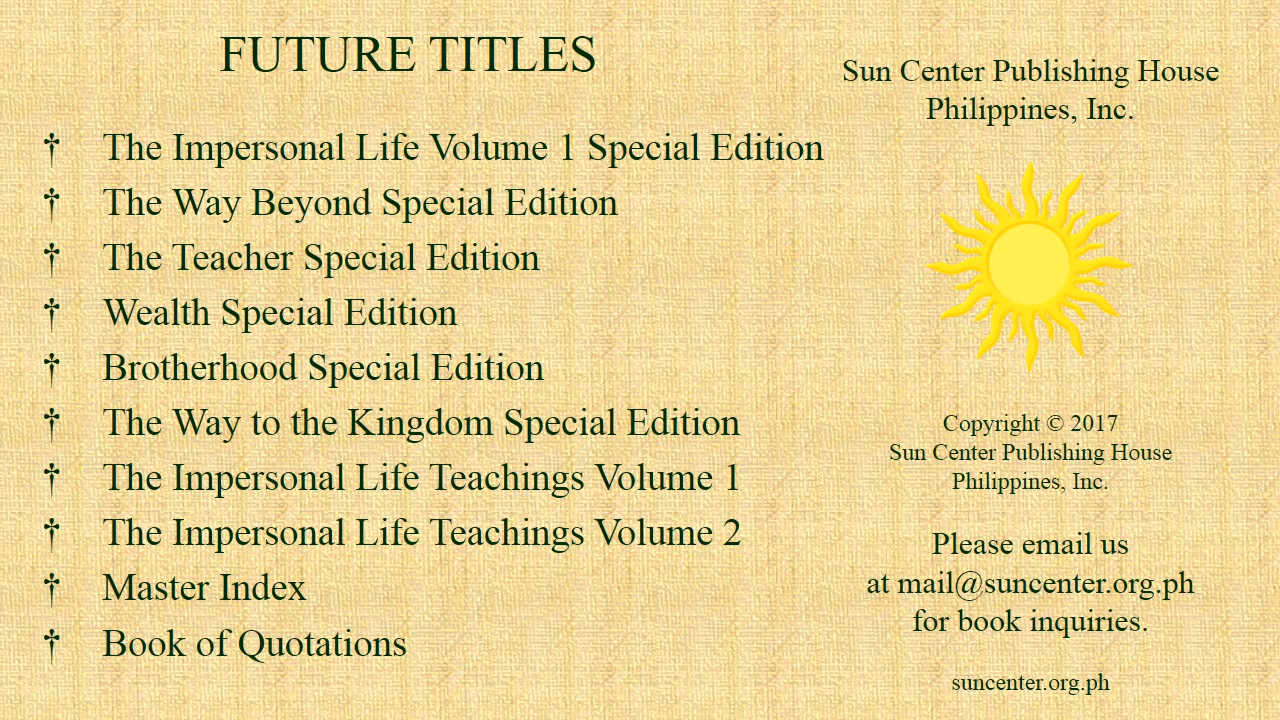 FUTURE TITLES
† The Impersonal Life Volume 1 Special Edition
† The Way Beyond Special Edition
† The Teacher Special Edition
† Wealth Special Edition
† Brotherhood Special Edition
† The Way to the Kingdom Special Edition
† The Impersonal Life Teachings Volume 1
† The Impersonal Life Teachings Volume 2
† Master Index
† Book of Quotations
Sun Center Publishing House
Philippines, Inc.
Copyright © 2017
Sun Center Publishing House
Philippines, Inc.
Please email us
at mail@suncenter.org.ph
for book inquiries.
suncenter.org.ph